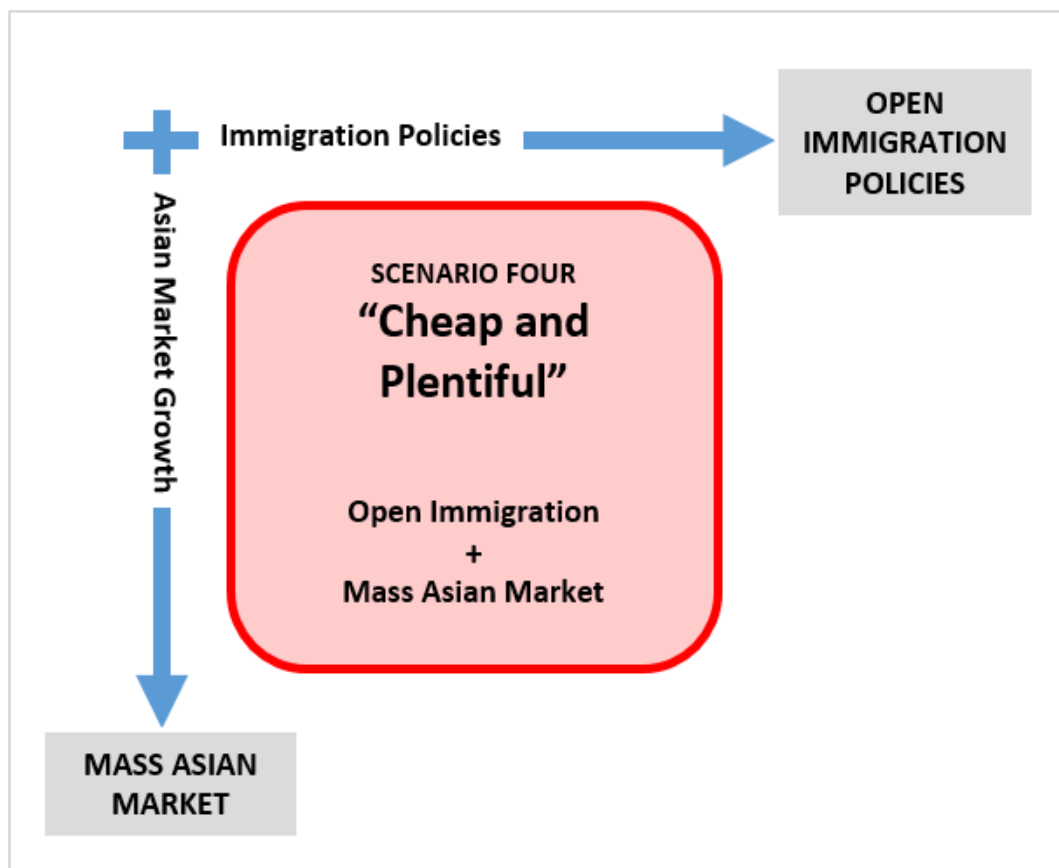 OPEN
IMMIGRATION
POLICIES
Immigration Policies
Asian Market Growth
SCENARIO FOUR
“Cheap and
Plentiful”
Open Immigration
+
Mass Asian Market
MASS ASIAN
MARKET